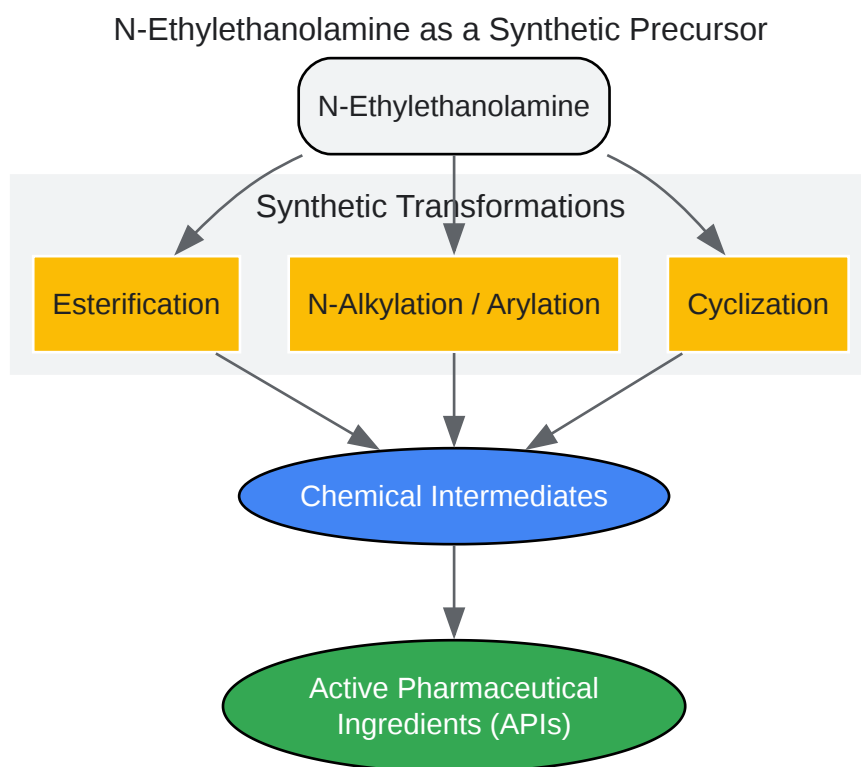 N-Ethylethanolamine as a Synthetic Precursor
N-Ethylethanolamine
Synthetic Transformations
Esterification
N-Alkylation / Arylation
Cyclization
Chemical Intermediates
Active Pharmaceutical
Ingredients (APIs)